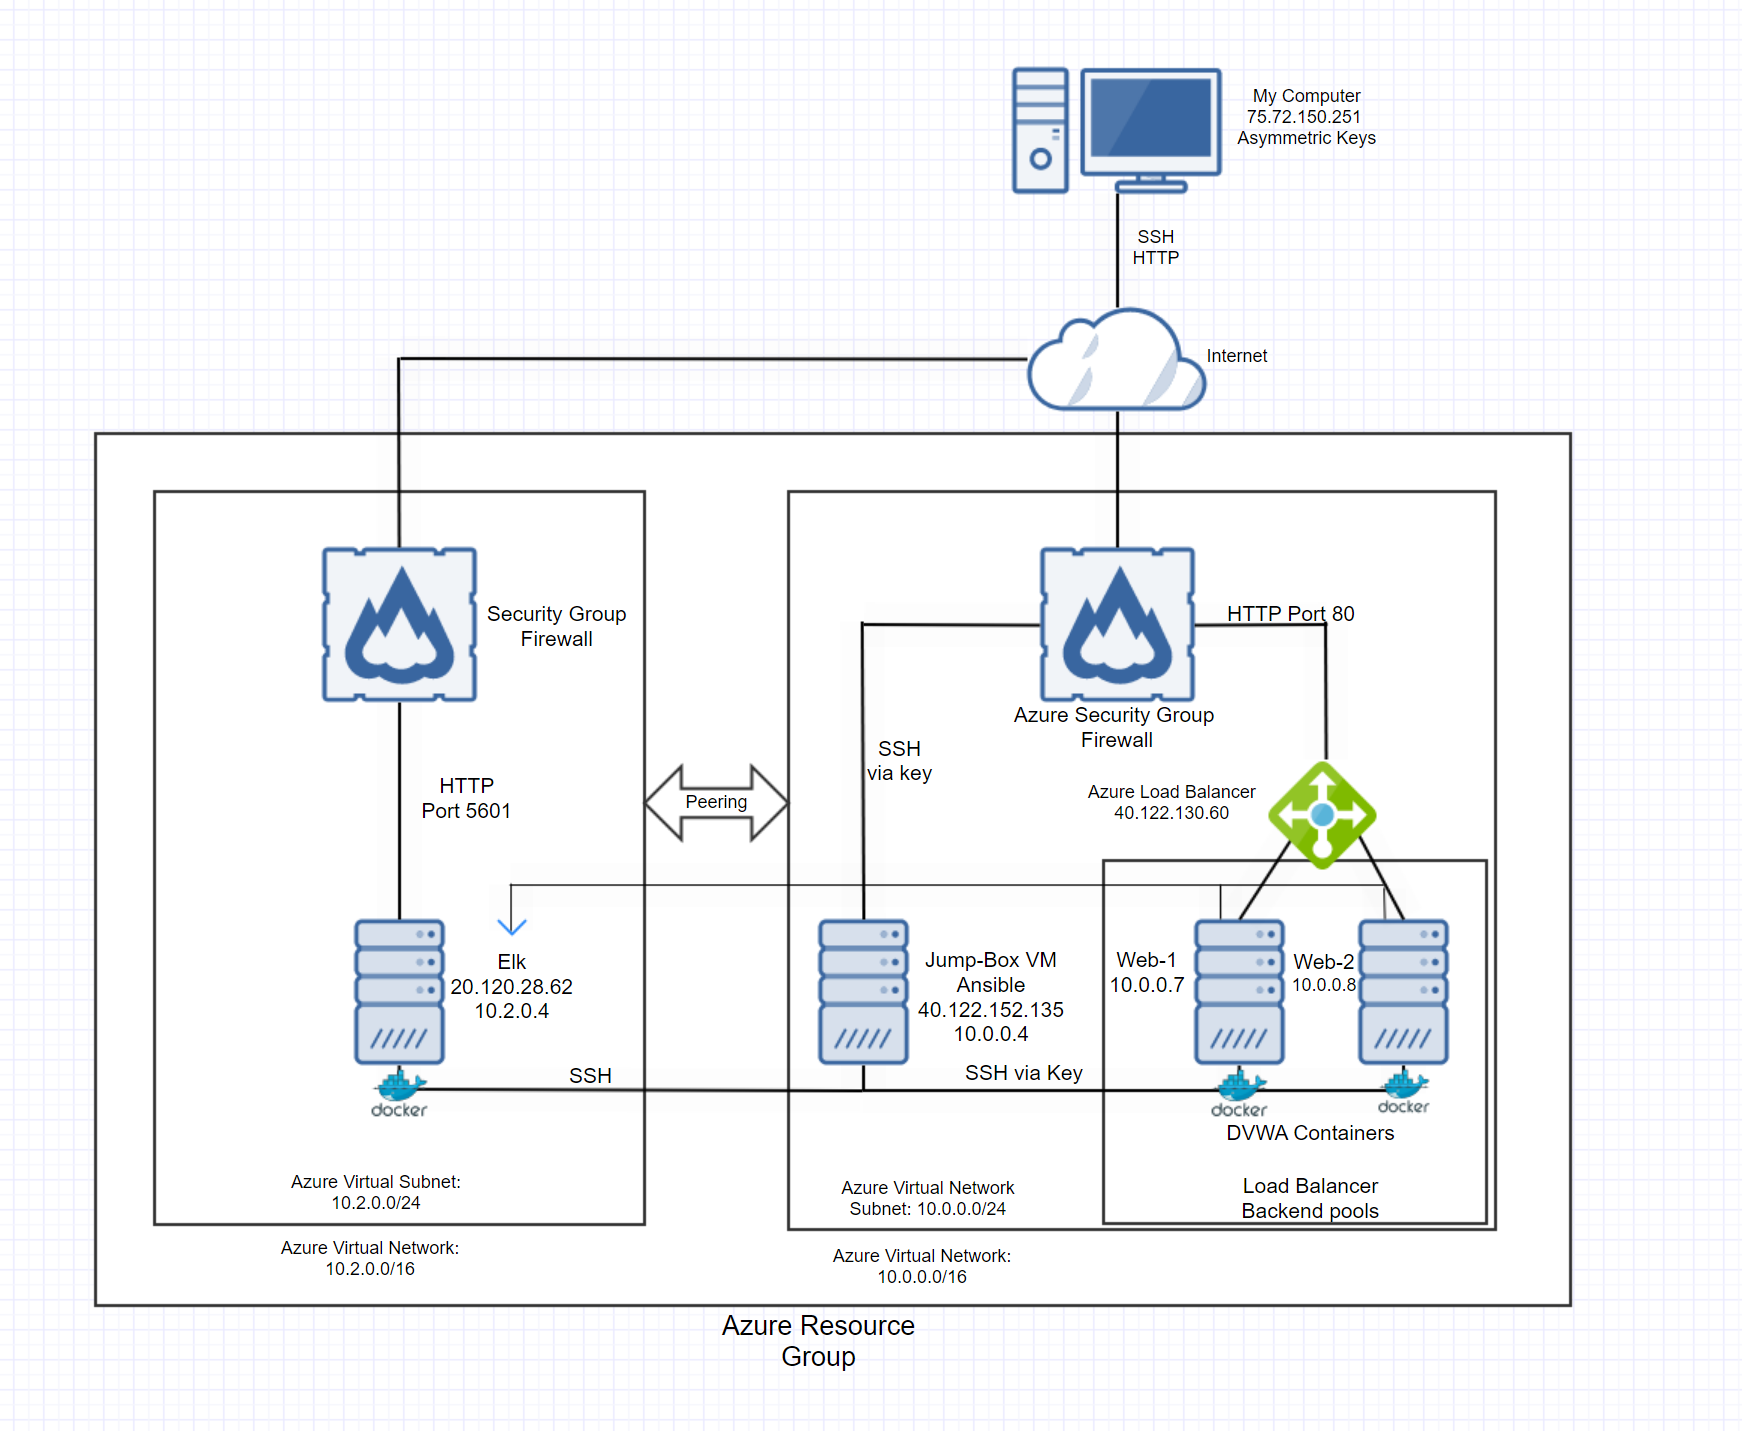 My Computer
75.72.150.251
Asymmetric Keys
SSH
HTTP
Internet
Security Group
Firewall
HTTP Port 80
Azure Security Group
Firewall
SSH
via key
HTTP
Port 5601
Peering
Azure Load Balancer
40.122.130.60
Elk
20.120.28.62
10.2.0.4
Jump-Box VM
Ansible
40.122.152.135
10.0.0.4
Web-1
10.0.0.7
Web-2
10.0.0.8
SSH
SSH via Key
docker
docker
docker
DVWA Containers
Azure Virtual Subnet:
10.2.0.0/24
Azure Virtual Network
Subnet: 10.0.0.0/24
Load Balancer
Backend pools
Azure Virtual Network:
10.2.0.0/16
Azure Virtual Network:
10.0.0.0/16
Azure Resource
Group